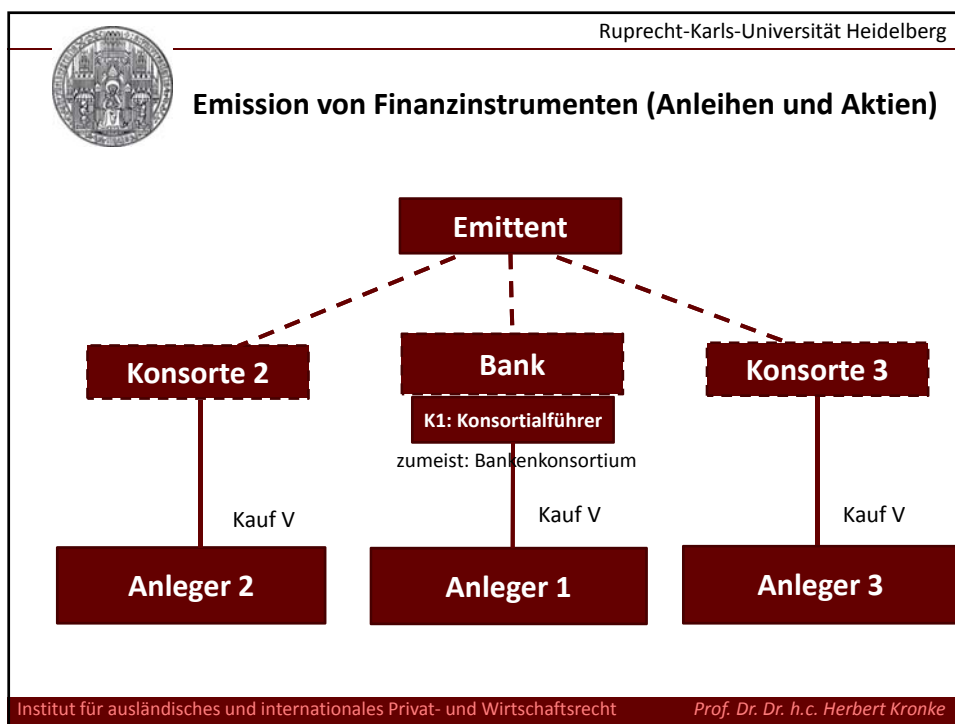 Ruprecht-Karls-Universität Heidelberg
Emission von Finanzinstrumenten (Anleihen und Aktien)
Emittent
Konsorte 2
Bank
Konsorte 3
K1: Konsortialführer
zumeist: Bankenkonsortium
Kauf V
Kauf V
Kauf V
Anleger 2
Anleger 1
Anleger 3
Institut für ausländisches und internationales Privat- und Wirtschaftsrecht
Prof. Dr. Dr. h.c. Herbert Kronke